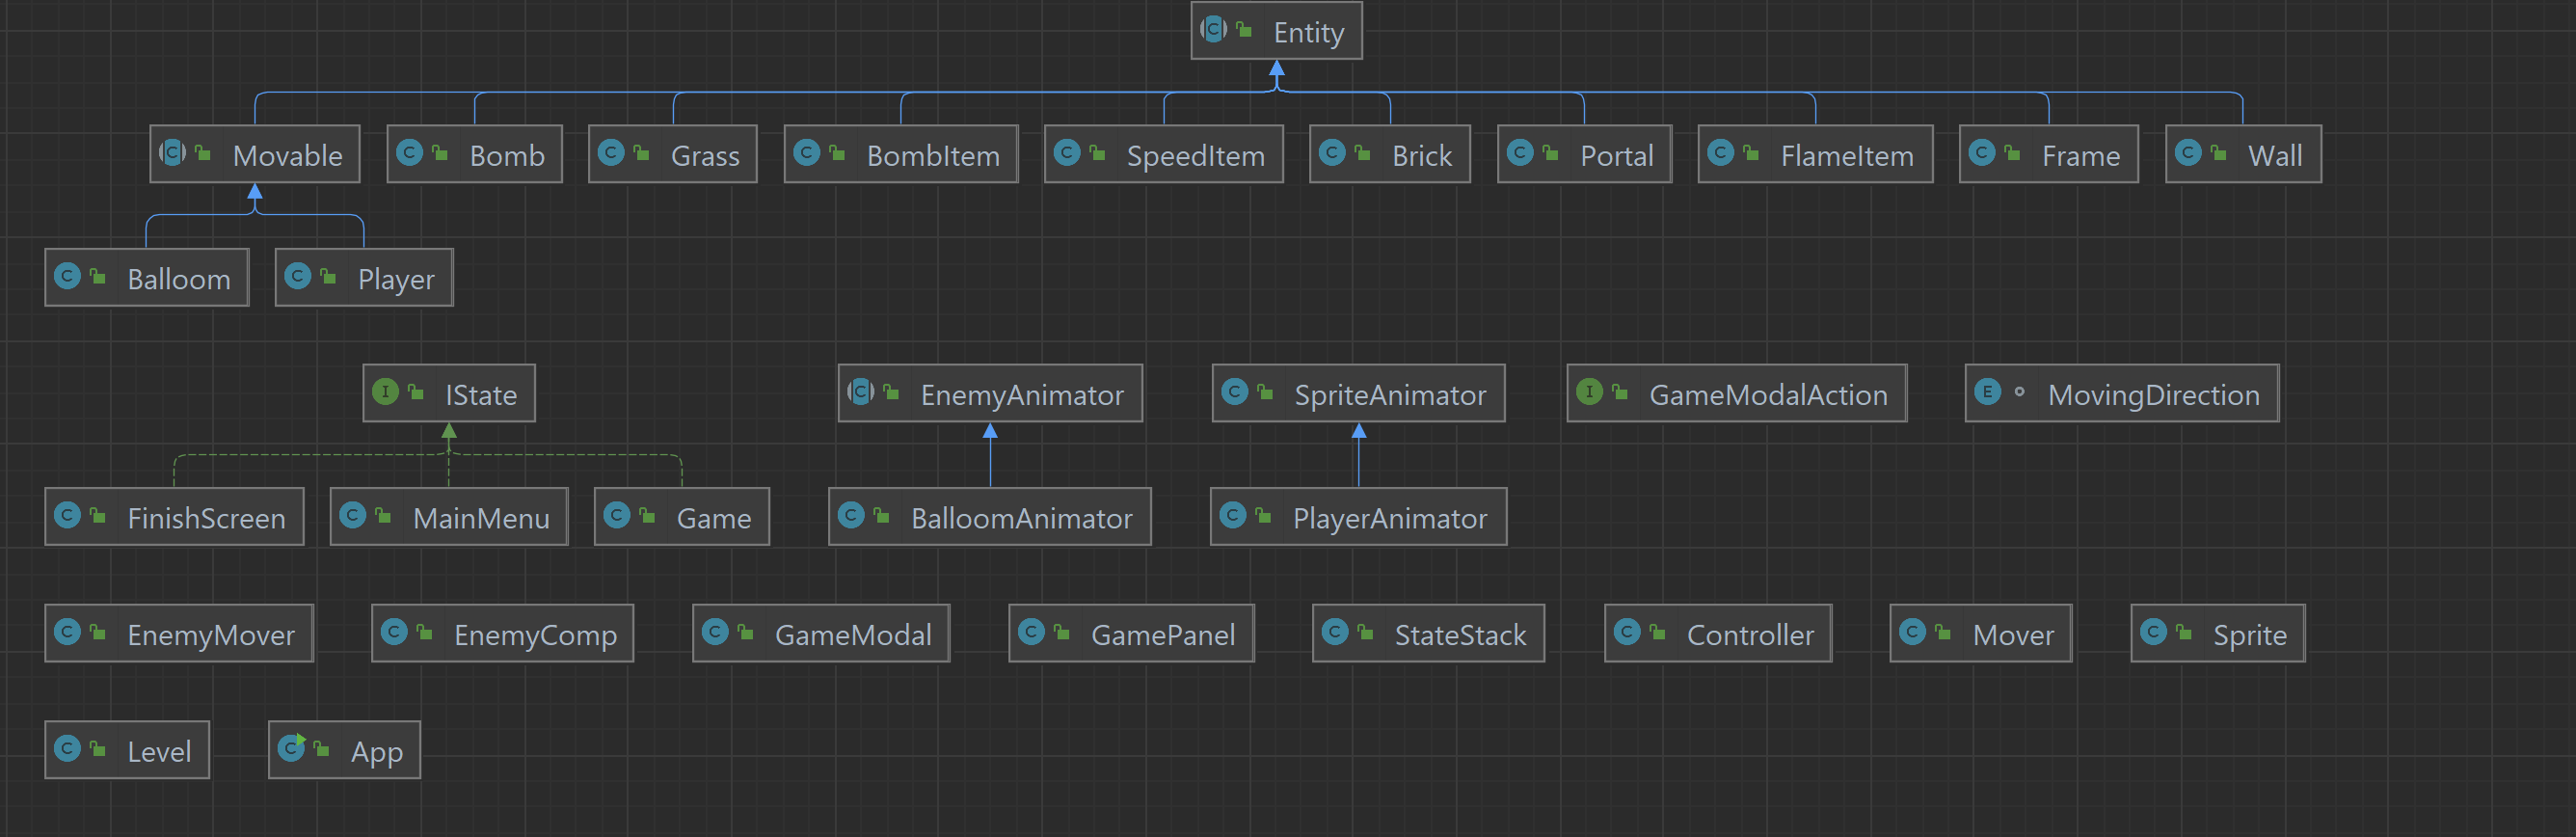 C Entity
C Movable C Bomb C Grass C BombItem C SpeedItem C Brick C Portal C FlameItem C Frame C Wall
C Balloom C Player
I IState C EnemyAnimator C SpriteAnimator I GameModalAction E MovingDirection
C FinishScreen C MainMenu C Game C BalloomAnimator C PlayerAnimator
C EnemyMover C EnemyComp C GameModal C GamePanel C StateStack C Controller C Mover C Sprite
C Level C App